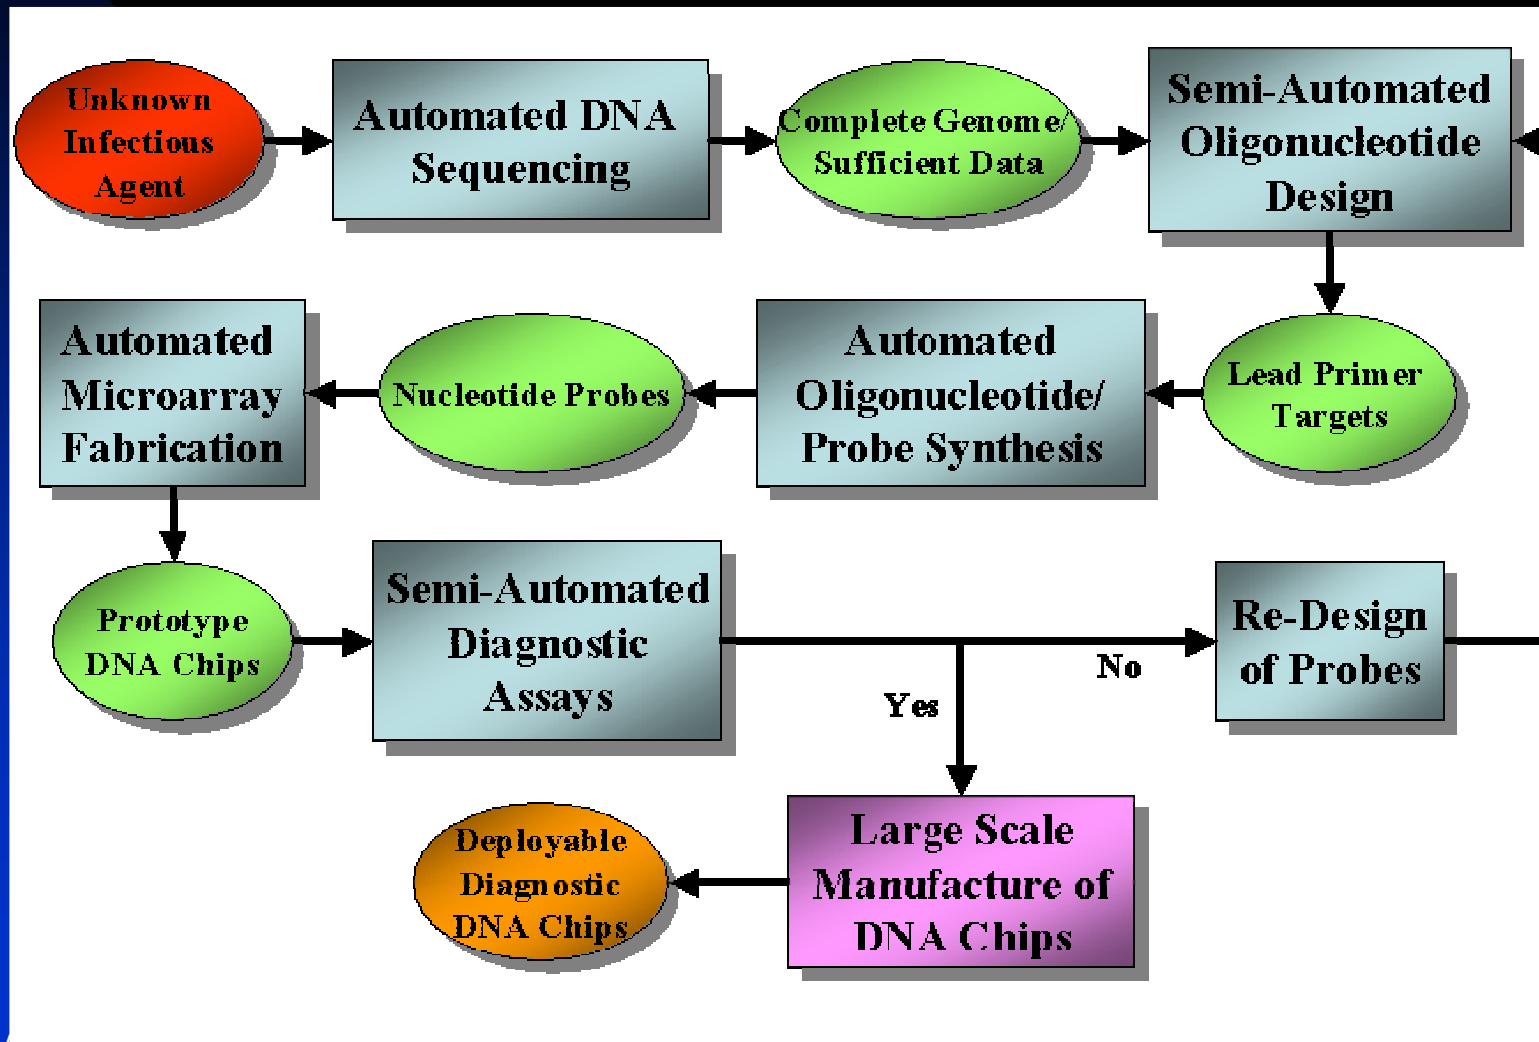 Unknown
Infectious
Agent
Automated DNA
Sequencing
Complete Genome/
Sufficient Data
Semi-Automated
Oligonucleotide
Design
Automated
Microarray
Fabrication
Nucleotide Probes
Automated
Oligonucleotide/
Probe Synthesis
Lead Primer
Targets
Prototype
DNA Chips
Semi-Automated
Diagnostic
Assays
Yes
No
Re-Design
of Probes
Deployable
Diagnostic
DNA Chips
Large Scale
Manufacture of
DNA Chips